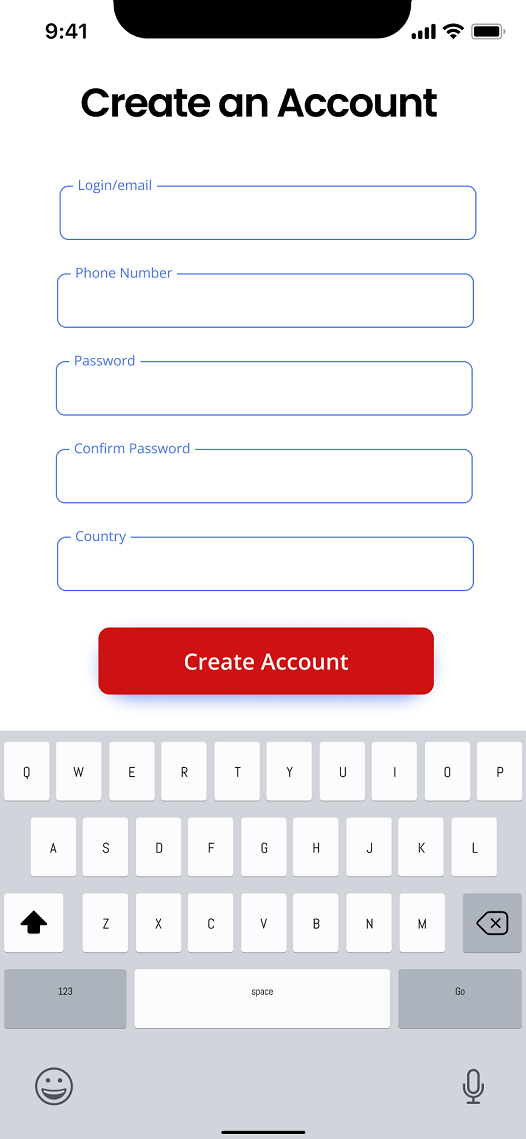 9:41
Create an Account
Login/email
Phone Number
Password
Confirm Password
Country
Create Account
Q W E R T Y U I O P
A S D F G H J K L
Z X C V B N M
123 space Go